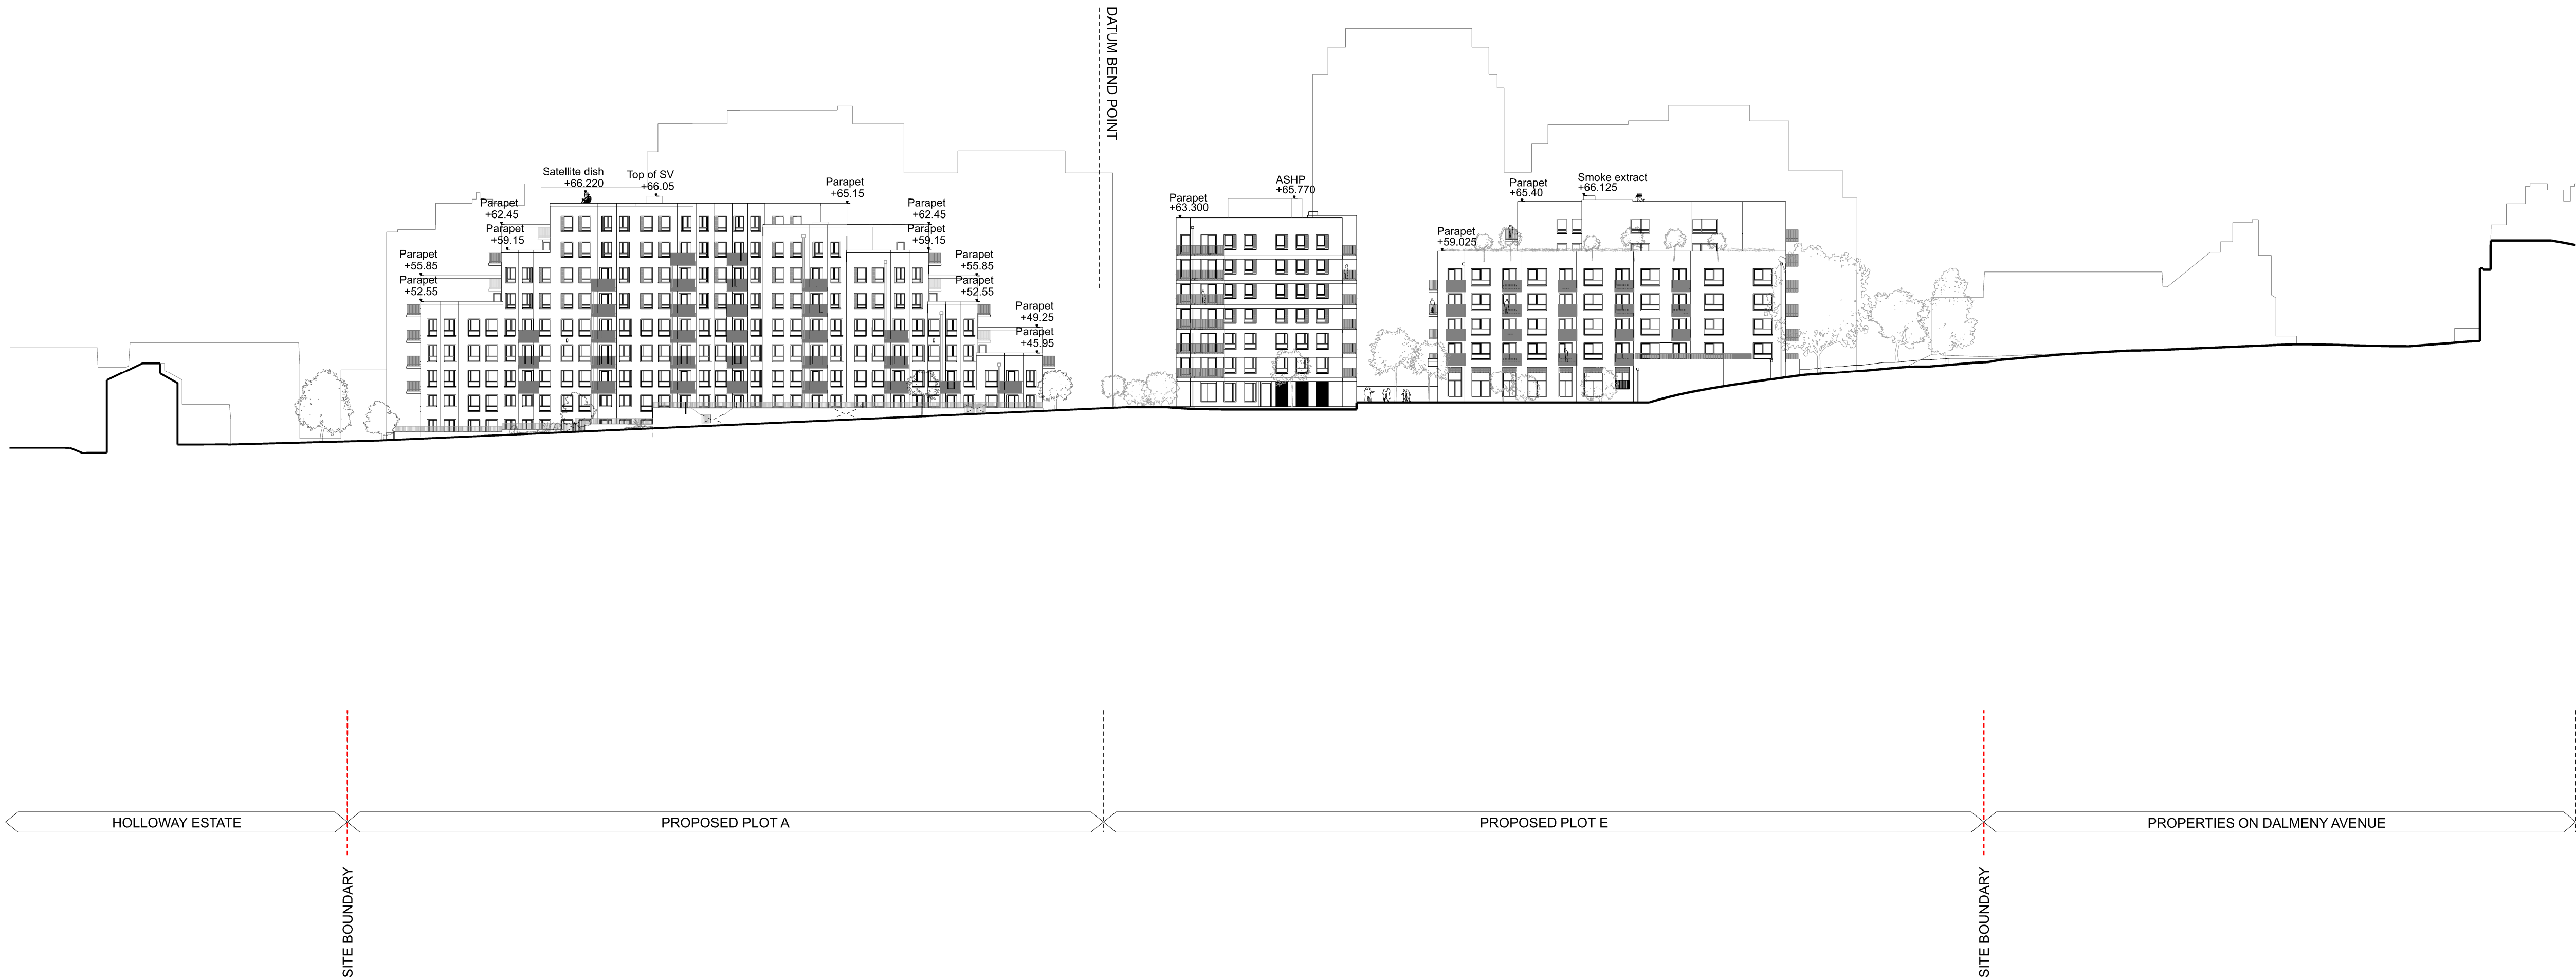 DATUM BEND POINT
Satellite dish
+66.220
Top of SV
+66.05
Parapet
+65.15
Parapet
+62.45
Parapet
+59.15
Parapet
+55.85
Parapet
+52.55
Parapet
+62.45
Parapet
+59.15
Parapet
+55.85
Parapet
+52.55
Parapet
+49.25
Parapet
+45.95
Parapet
+63.300
ASHP
+65.770
Parapet
+59.025
Parapet
+65.40
Smoke extract
+66.125
HOLLOWAY ESTATE
PROPOSED PLOT A
PROPOSED PLOT E
PROPERTIES ON DALMENY AVENUE
SITE BOUNDARY
SITE BOUNDARY